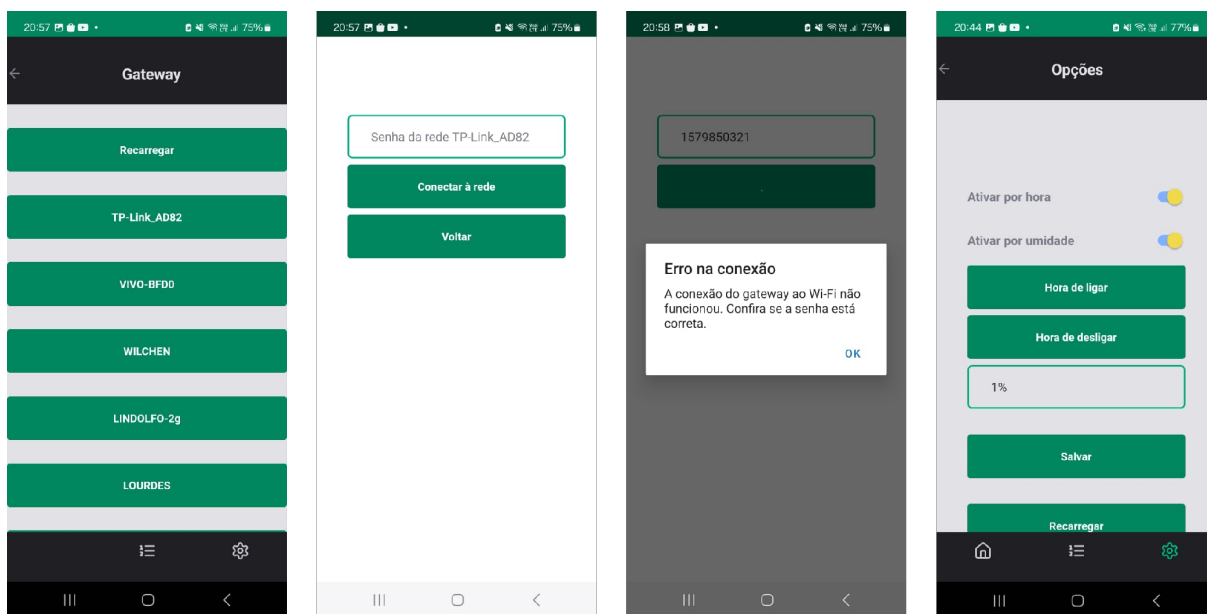 20:57
75%
Gateway
Recarregar
TP-Link_AD82
VIVO-BFD0
WILCHEN
LINDOLFO-2g
LOURDES
20:57
75%
Senha da rede TP-Link_AD82
Conectar à rede
Voltar
20:58
75%
1579850321
.
Erro na conexão
A conexão do gateway ao Wi-Fi não
funcionou. Confira se a senha está
correta.
OK
20:44
77%
Opções
Ativar por hora
Ativar por umidade
Hora de ligar
Hora de desligar
1%
Salvar
Recarregar